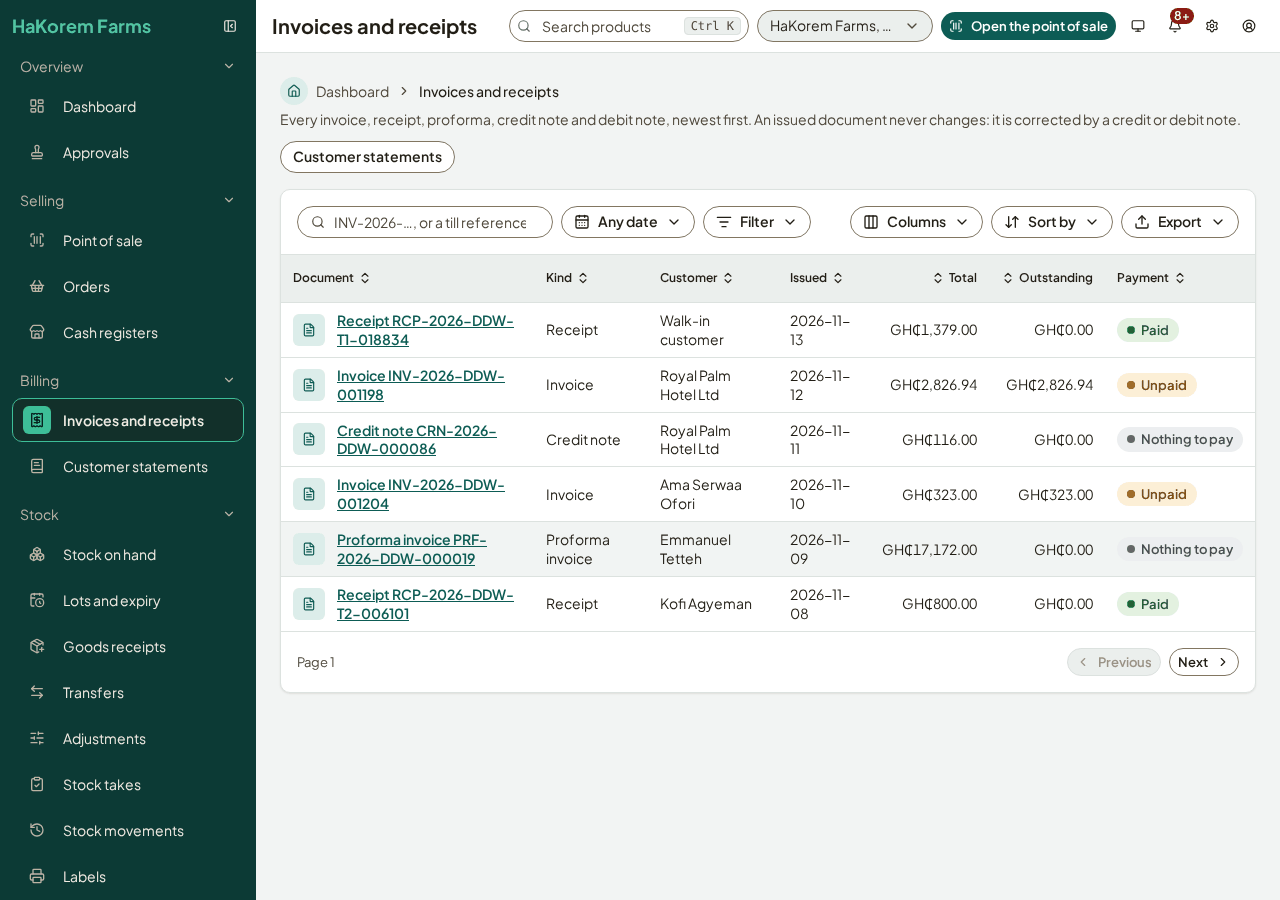 HaKorem Farms
Overview
Dashboard
Approvals
Selling
Point of sale
Orders
Cash registers
Billing
Invoices and receipts
Customer statements
Stock
Stock on hand
Lots and expiry
Goods receipts
Transfers
Adjustments
Stock takes
Stock movements
Labels
Invoices and receipts
Search products
Ctrl K
HaKorem Farms, ...
Open the point of sale
8+
Dashboard > Invoices and receipts
Every invoice, receipt, proforma, credit note and debit note, newest first. An issued document never changes: it is corrected by a credit or debit note.
Customer statements
INV-2026-..., or a till reference
Any date
Filter
Columns
Sort by
Export
Document Kind Customer Issued Total Outstanding Payment
Receipt RCP-2026-DDW-
T1-018834
Receipt
Walk-in
customer
2026-11-
13
GH₵1,379.00
GH₵0.00
Paid
Invoice INV-2026-DDW-
001198
Invoice
Royal Palm
Hotel Ltd
2026-11-
12
GH₵2,826.94
GH₵2,826.94
Unpaid
Credit note CRN-2026-
DDW-000086
Credit note
Royal Palm
Hotel Ltd
2026-11-
11
GH₵116.00
GH₵0.00
Nothing to pay
Invoice INV-2026-DDW-
001204
Invoice
Ama Serwaa
Ofori
2026-11-
10
GH₵323.00
GH₵323.00
Unpaid
Proforma invoice PRF-
2026-DDW-000019
Proforma
invoice
Emmanuel
Tetteh
2026-11-
09
GH₵17,172.00
GH₵0.00
Nothing to pay
Receipt RCP-2026-DDW-
T2-006101
Receipt
Kofi Agyeman
2026-11-
08
GH₵800.00
GH₵0.00
Paid
Page 1
Previous
Next